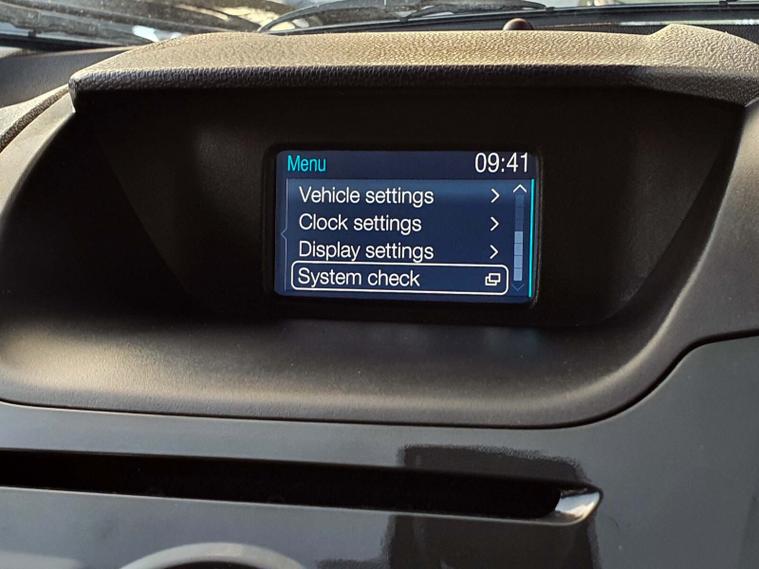 Menu 09:41
Vehicle settings
Clock settings
Display settings
System check